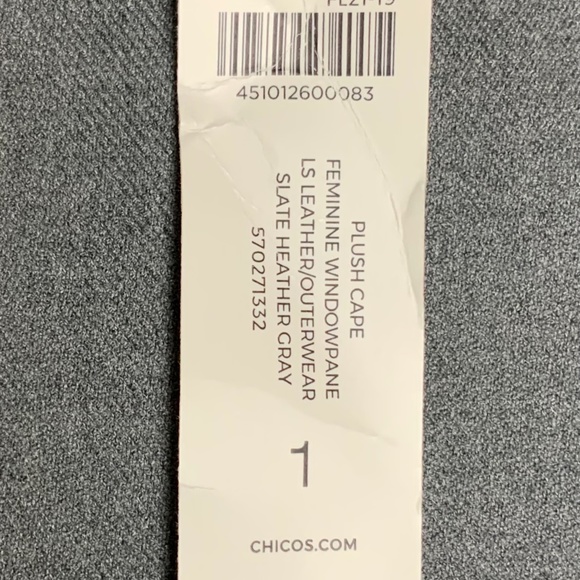 451012600083
PLUSH CAPE
FEMININE WINDOWPANE
LS LEATHER/OUTERWEAR
SLATE HEATHER GRAY
570271332
1
CHICOS.COM